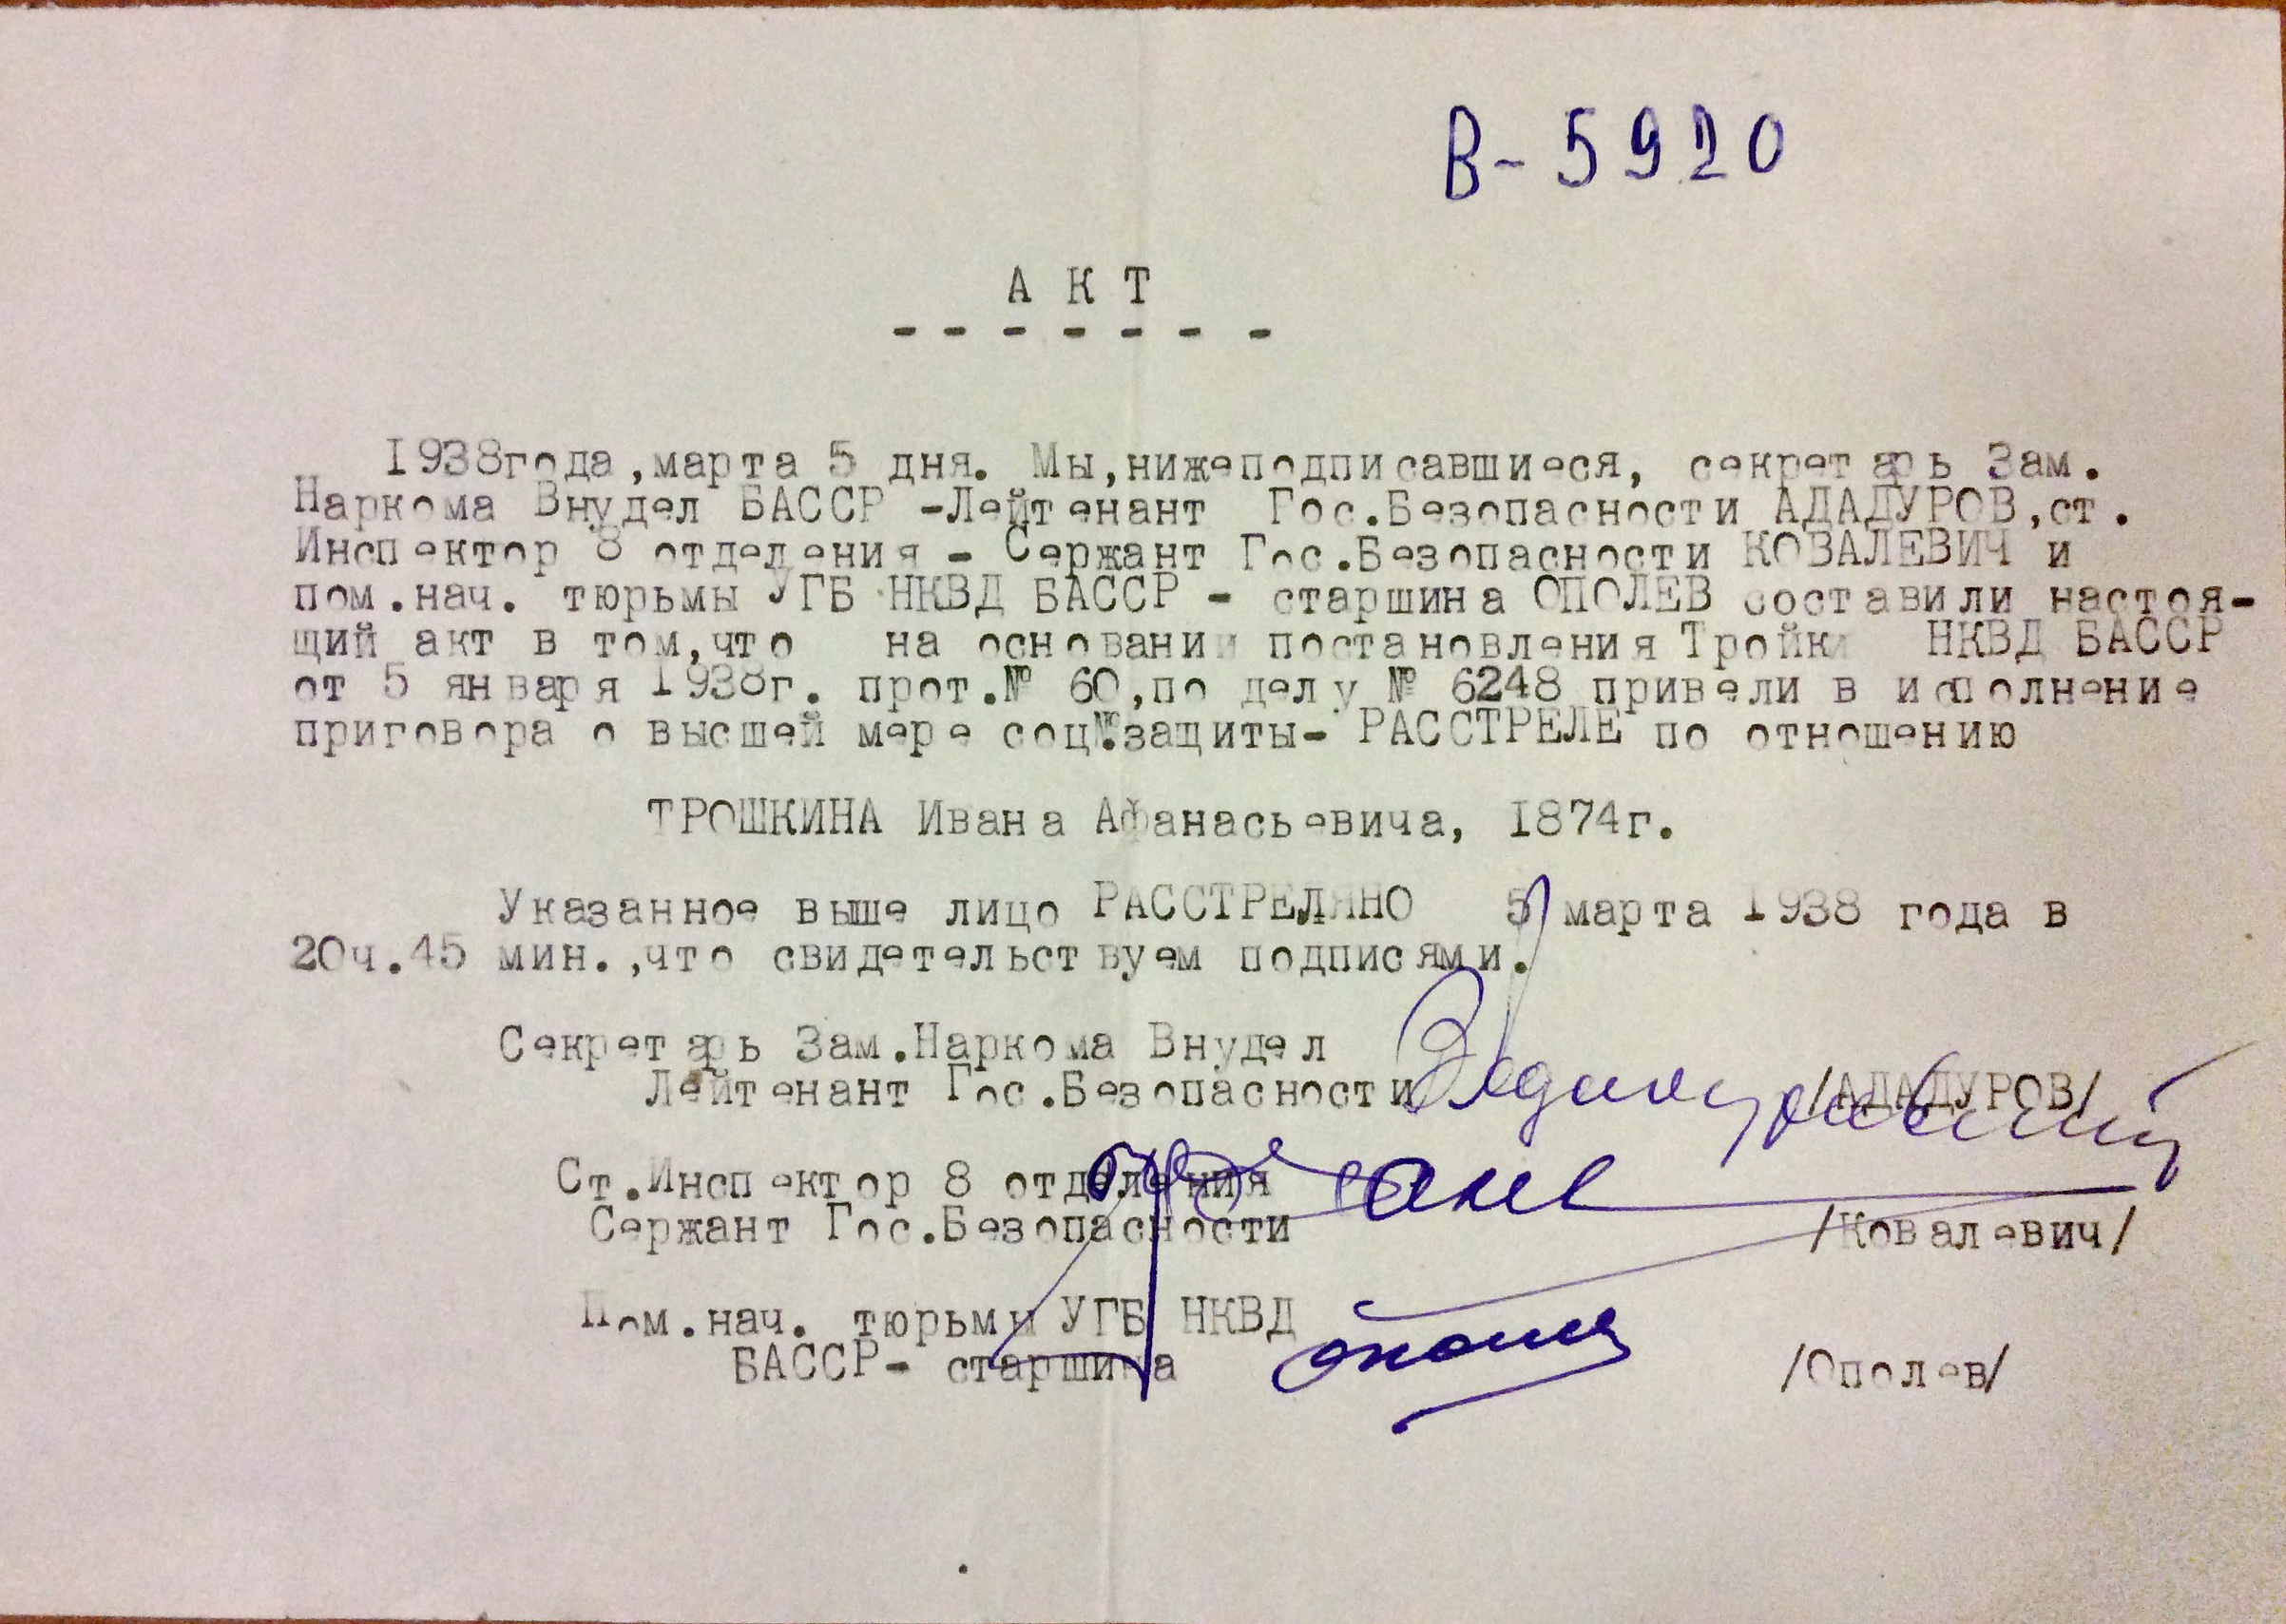 В-5920
АКТ
- - - - - - -
1938года,марта 5 дня. Мы,нижеподписавшиеся, секретарь Зам.
Наркома Внудел БАССР -Лейтенант Гос.Безопасности АДАДУРОВ,ст.
Инспектор 8 отделения - Сержант Гос.Безопасности КОВАЛЕВИЧ и
пом.нач. тюрьмы УГБ НКВД БАССР - старшина ОПОЛЕВ составили настоя-
щий акт в том,что на основании постановления Тройки НКВД БАССР
от 5 января 1938г. прот.№ 60,по делу № 6248 привели в исполнение
приговора о высшей мере соц.защиты- РАССТРЕЛЕ по отношению
ТРОШКИНА Ивана Афанасьевича, 1874г.
Указанное выше лицо РАССТРЕЛЯНО 5 марта 1938 года в
20ч.45 мин.,что свидетельствуем подписями.
Секретарь Зам.Наркома Внудел
Лейтенант Гос.Безопасности /АДАДУРОВ/
Ст.Инспектор 8 отделения
Сержант Гос.Безопасности /Ковалевич/
Пом.нач. тюрьмы УГБ НКВД
БАССР- старшина /Ополев/